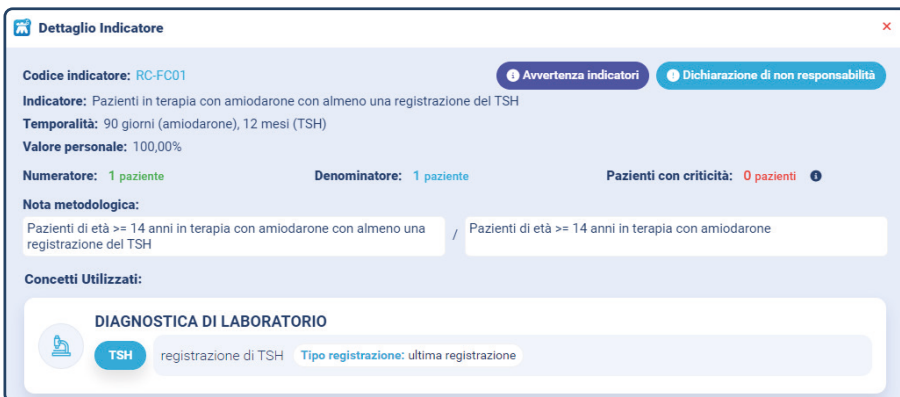 Dettaglio Indicatore ×
Codice indicatore: RC-FC01
Avvertenza indicatori
Dichiarazione di non responsabilità
Indicatore: Pazienti in terapia con amiodarone con almeno una registrazione del TSH
Temporalità: 90 giorni (amiodarone), 12 mesi (TSH)
Valore personale: 100,00%
Numeratore: 1 paziente
Denominatore: 1 paziente
Pazienti con criticità: 0 pazienti
Nota metodologica:
Pazienti di età >= 14 anni in terapia con amiodarone con almeno una
registrazione del TSH
/
Pazienti di età >= 14 anni in terapia con amiodarone
Concetti Utilizzati:
DIAGNOSTICA DI LABORATORIO
TSH registrazione di TSH Tipo registrazione: ultima registrazione